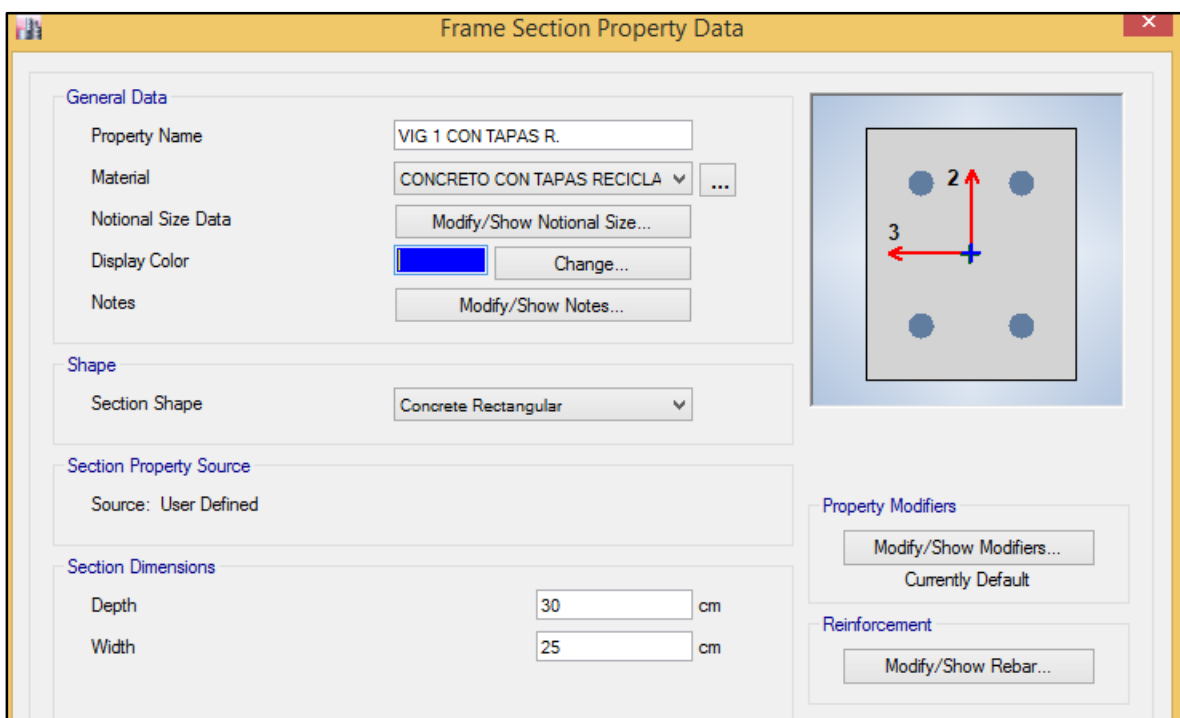 Frame Section Property Data
General Data
Property Name VIG 1 CON TAPAS R.
Material CONCRETO CON TAPAS RECICLA ...
Notional Size Data Modify/Show Notional Size...
Display Color Change...
Notes Modify/Show Notes...
2
3
Shape
Section Shape Concrete Rectangular
Section Property Source
Source: User Defined
Property Modifiers
Modify/Show Modifiers...
Currently Default
Section Dimensions
Depth 30 cm
Width 25 cm
Reinforcement
Modify/Show Rebar...